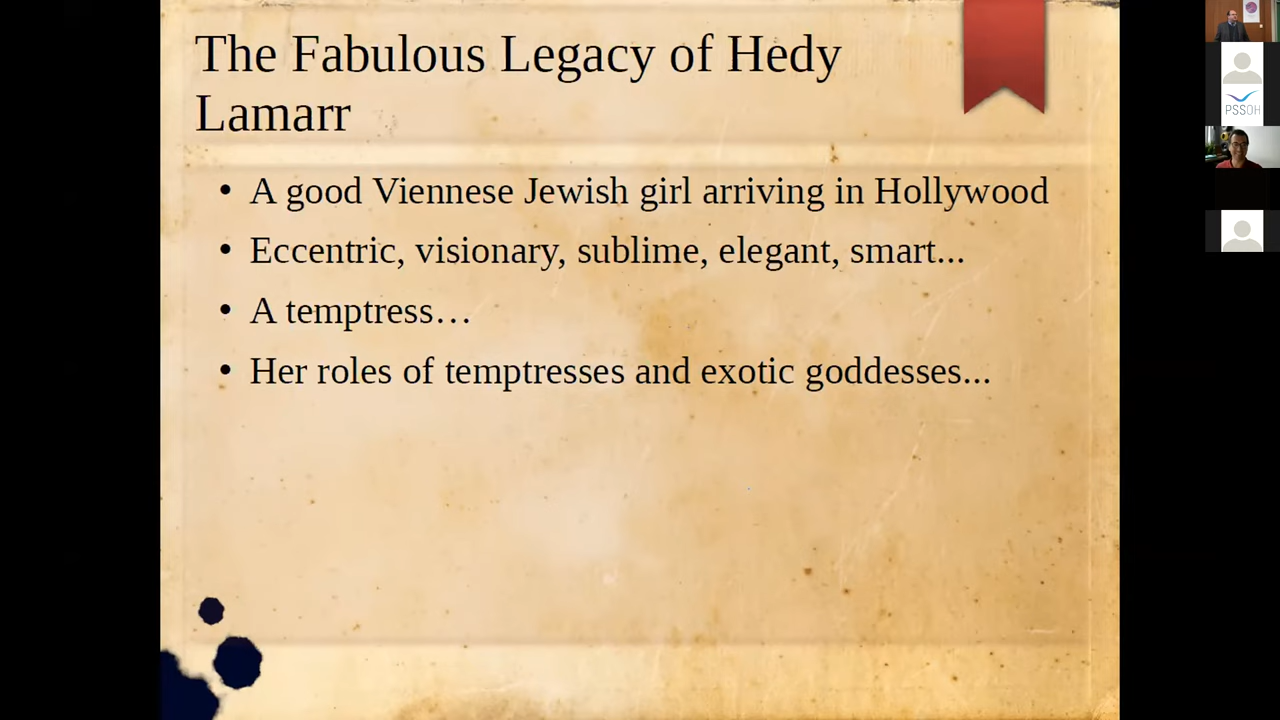 The Fabulous Legacy of Hedy
Lamarr
• A good Viennese Jewish girl arriving in Hollywood
• Eccentric, visionary, sublime, elegant, smart...
• A temptress…
• Her roles of temptresses and exotic goddesses...
PSSOH